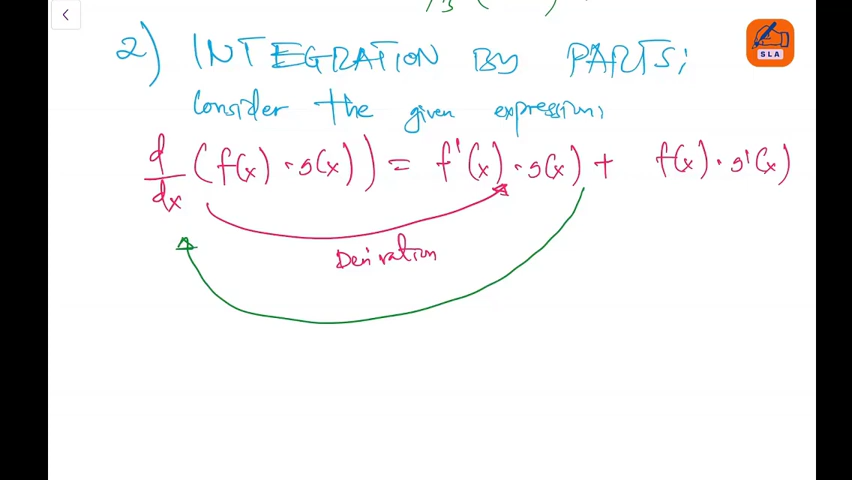 2) INTEGRATION BY PARTS;
SLA
Consider the given expression;
d/dx (f(x) · g(x)) = f'(x) · g(x) + f(x) · g'(x)
Derivation